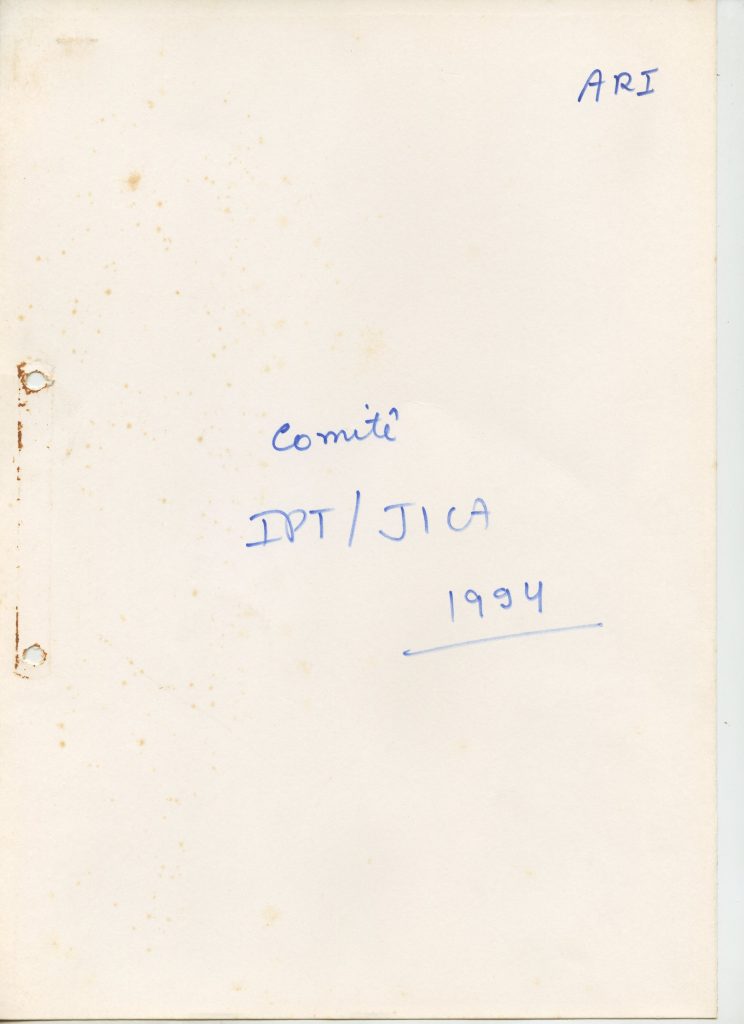 ARI
Comitê
IPT/JICA
1994